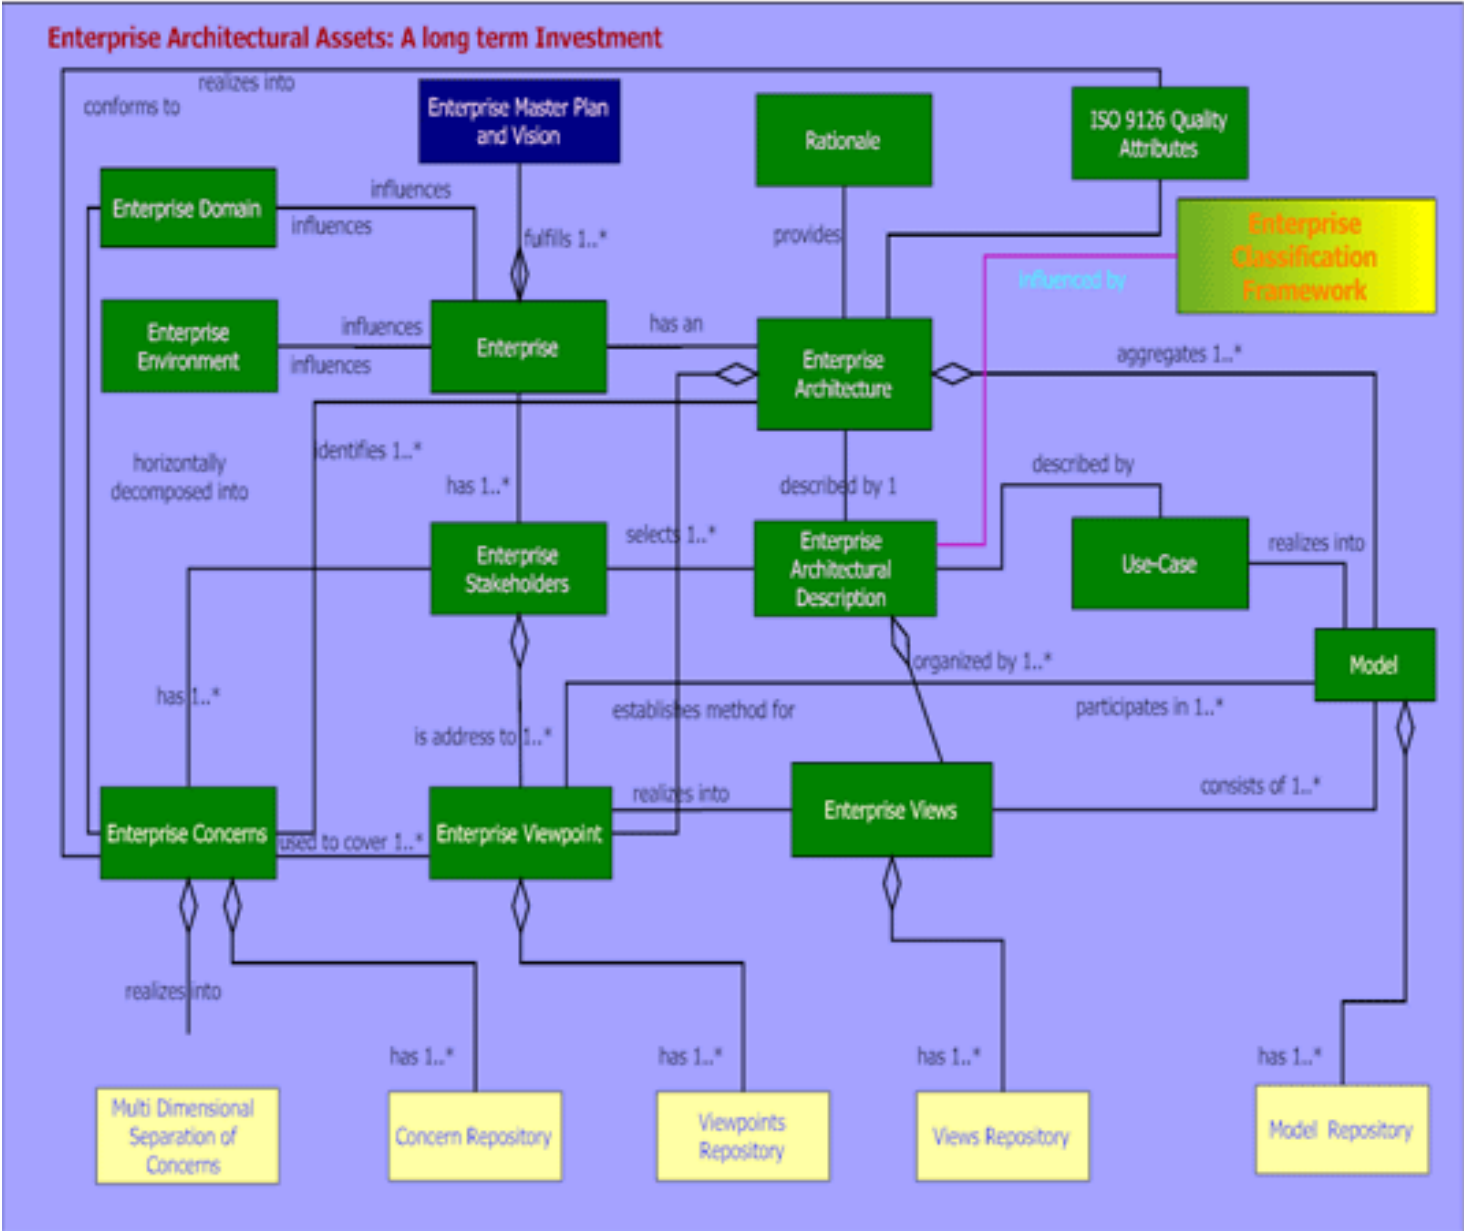 Enterprise Architectural Assets: A long term Investment
realizes into
conforms to
Enterprise Master Plan
and Vision
Rationale
ISO 9126 Quality
Attributes
Enterprise Domain
influences
influences
fulfills 1..*
provides
Enterprise
Classification
Framework
influenced by
Enterprise
Environment
influences
influences
Enterprise
has an
Enterprise
Architecture
aggregates 1..*
identifies 1..*
horizontally
decomposed into
has 1..*
described by 1
described by
selects 1..*
Enterprise
Stakeholders
Enterprise
Architectural
Description
Use-Case
realizes into
Model
organized by 1..*
has 1..*
establishes method for
participates in 1..*
is address to 1..*
realizes into
consists of 1..*
Enterprise Concerns
used to cover 1..*
Enterprise Viewpoint
Enterprise Views
realizes into
has 1..*
has 1..*
has 1..*
has 1..*
Multi Dimensional
Separation of
Concerns
Concern Repository
Viewpoints
Repository
Views Repository
Model Repository